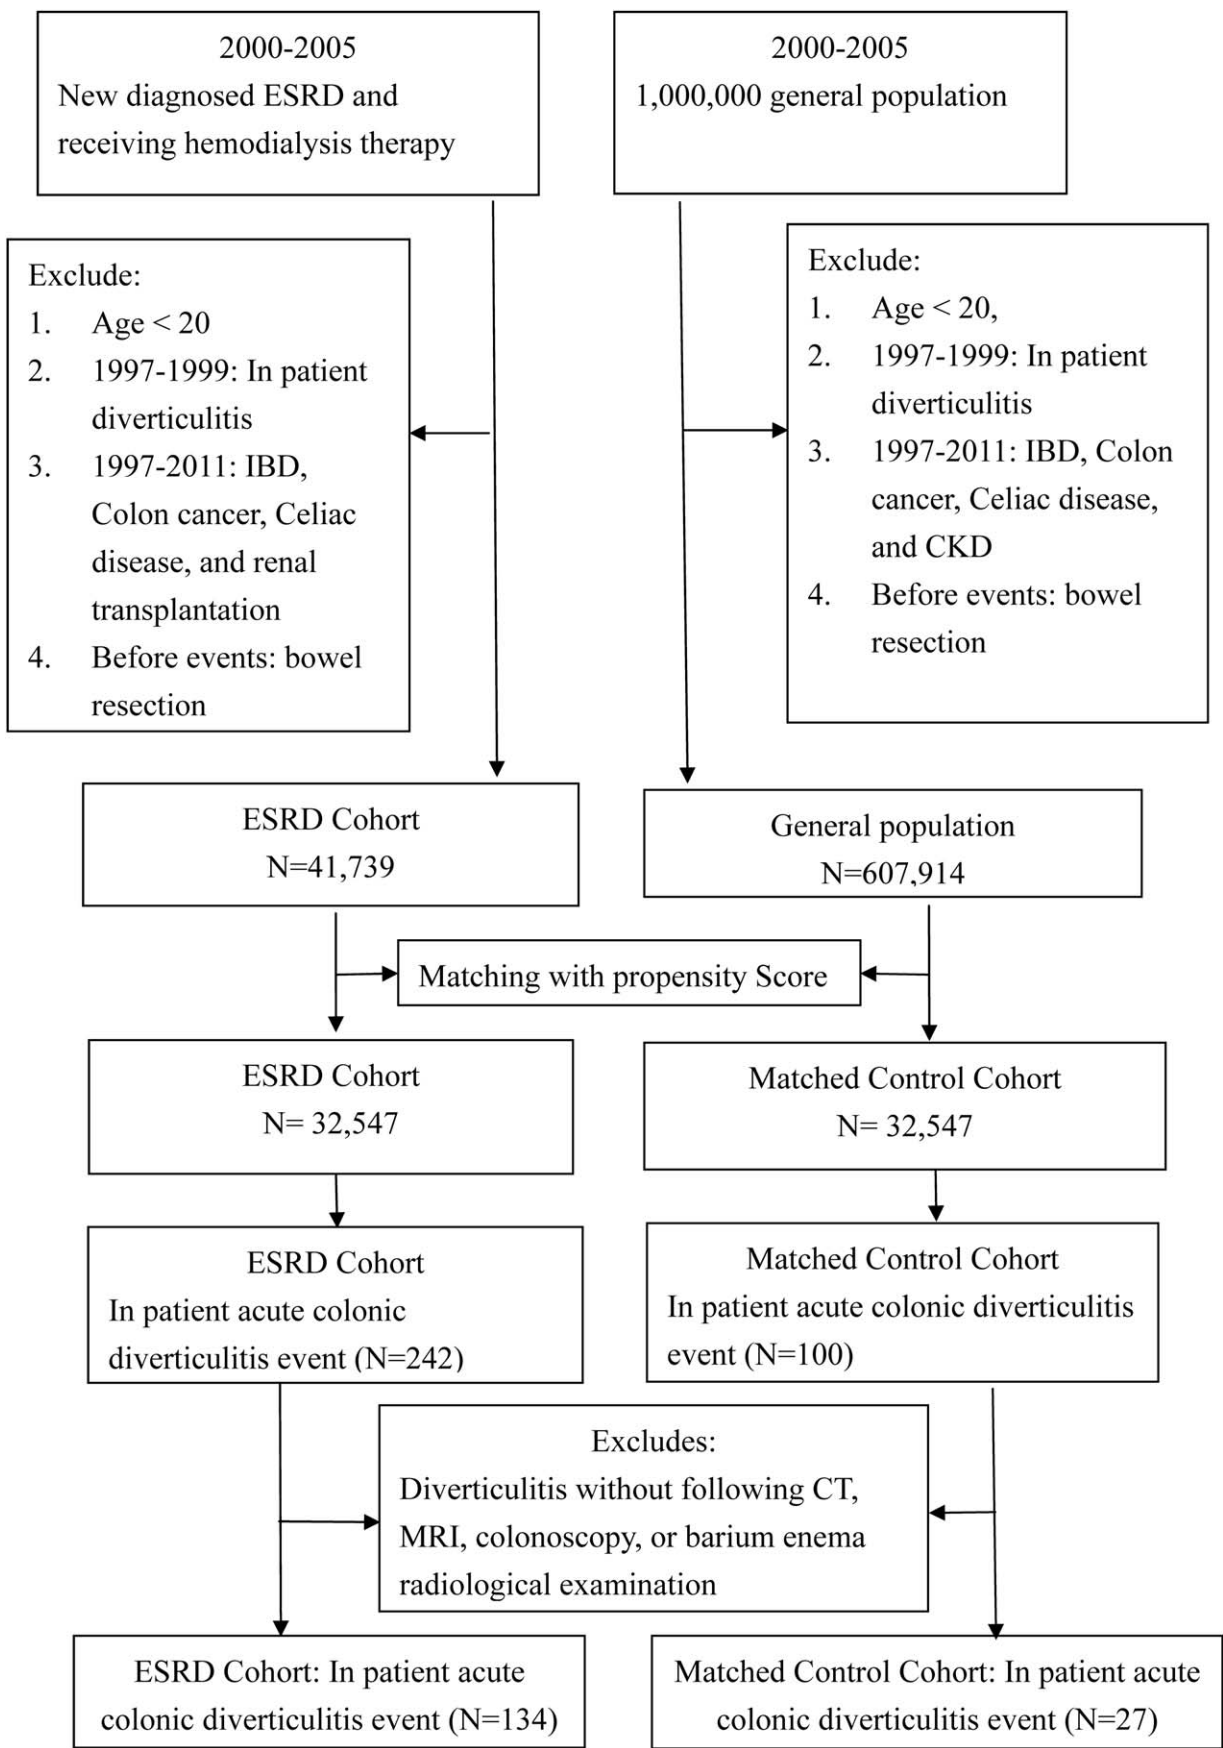 2000-2005
New diagnosed ESRD and
receiving hemodialysis therapy
2000-2005
1,000,000 general population
Exclude:
1. Age < 20
2. 1997-1999: In patient
diverticulitis
3. 1997-2011: IBD,
Colon cancer, Celiac
disease, and renal
transplantation
4. Before events: bowel
resection
Exclude:
1. Age < 20,
2. 1997-1999: In patient
diverticulitis
3. 1997-2011: IBD, Colon
cancer, Celiac disease,
and CKD
4. Before events: bowel
resection
ESRD Cohort
N=41,739
General population
N=607,914
Matching with propensity Score
ESRD Cohort
N= 32,547
Matched Control Cohort
N= 32,547
ESRD Cohort
In patient acute colonic
diverticulitis event (N=242)
Matched Control Cohort
In patient acute colonic diverticulitis
event (N=100)
Excludes:
Diverticulitis without following CT,
MRI, colonoscopy, or barium enema
radiological examination
ESRD Cohort: In patient acute
colonic diverticulitis event (N=134)
Matched Control Cohort: In patient acute
colonic diverticulitis event (N=27)